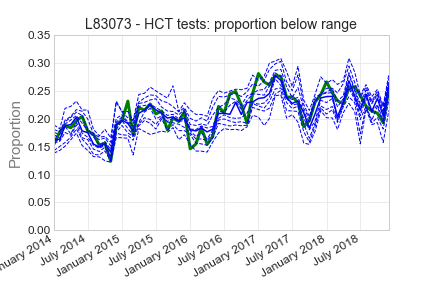 L83073 - HCT tests: proportion below range
Proportion
0.35
0.30
0.25
0.20
0.15
0.10
0.05
0.00
nuary 2014
July 2014
January 2015
July 2015
January 2016
July 2016
January 2017
July 2017
January 2018
July 2018